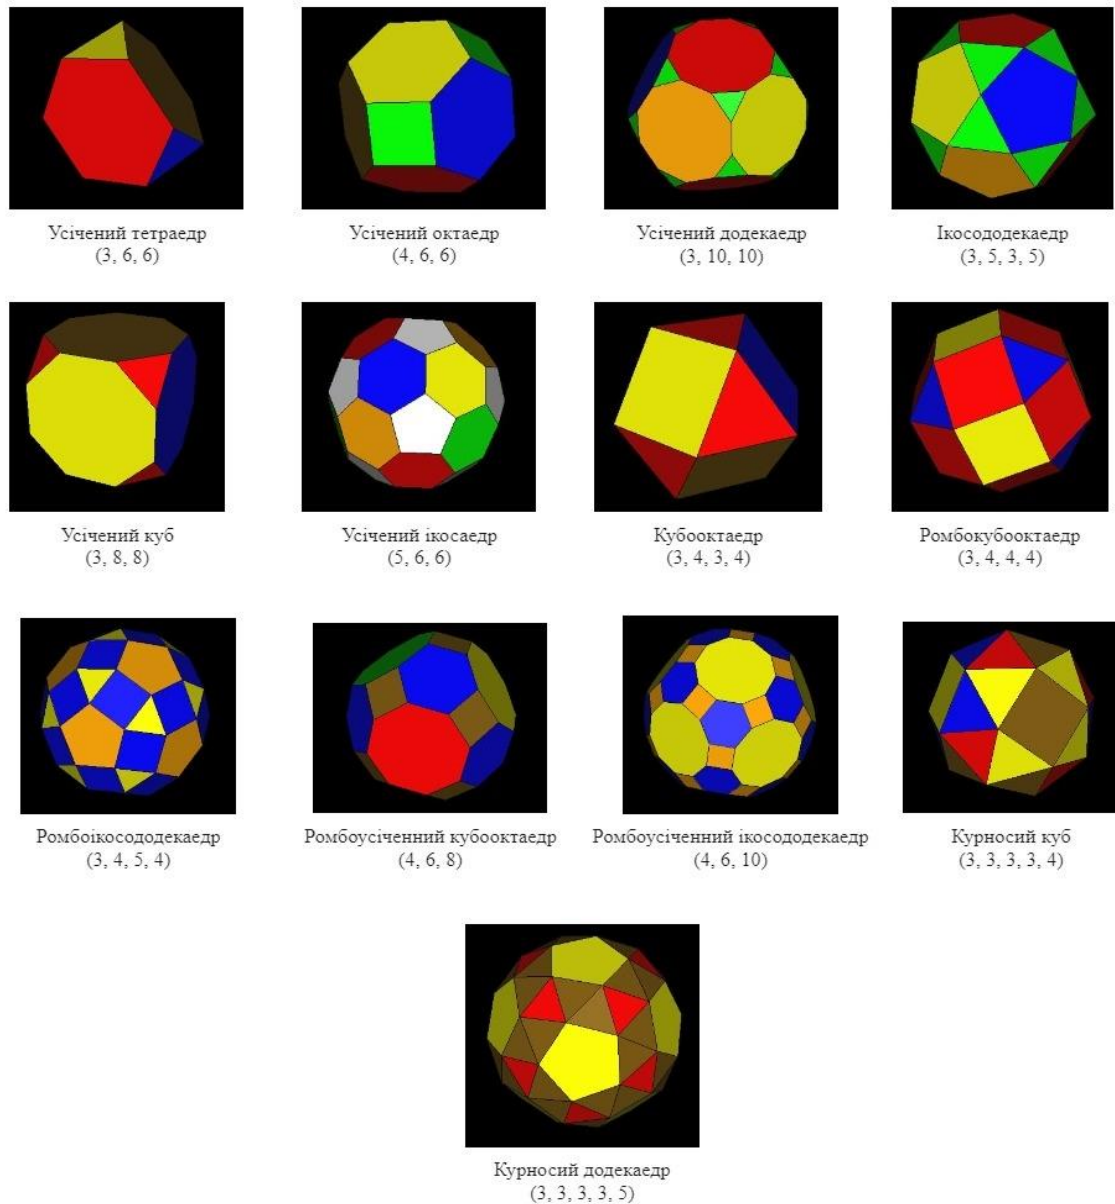 Усічений тетраедр
(3, 6, 6)
Усічений октаедр
(4, 6, 6)
Усічений додекаедр
(3, 10, 10)
Ікосододекаедр
(3, 5, 3, 5)
Усічений куб
(3, 8, 8)
Усічений ікосаедр
(5, 6, 6)
Кубооктаедр
(3, 4, 3, 4)
Ромбокубооктаедр
(3, 4, 4, 4)
Ромбоікосододекаедр
(3, 4, 5, 4)
Ромбоусіченний кубооктаедр
(4, 6, 8)
Ромбоусіченний ікосододекаедр
(4, 6, 10)
Курносий куб
(3, 3, 3, 3, 4)
Курносий додекаедр
(3, 3, 3, 3, 5)